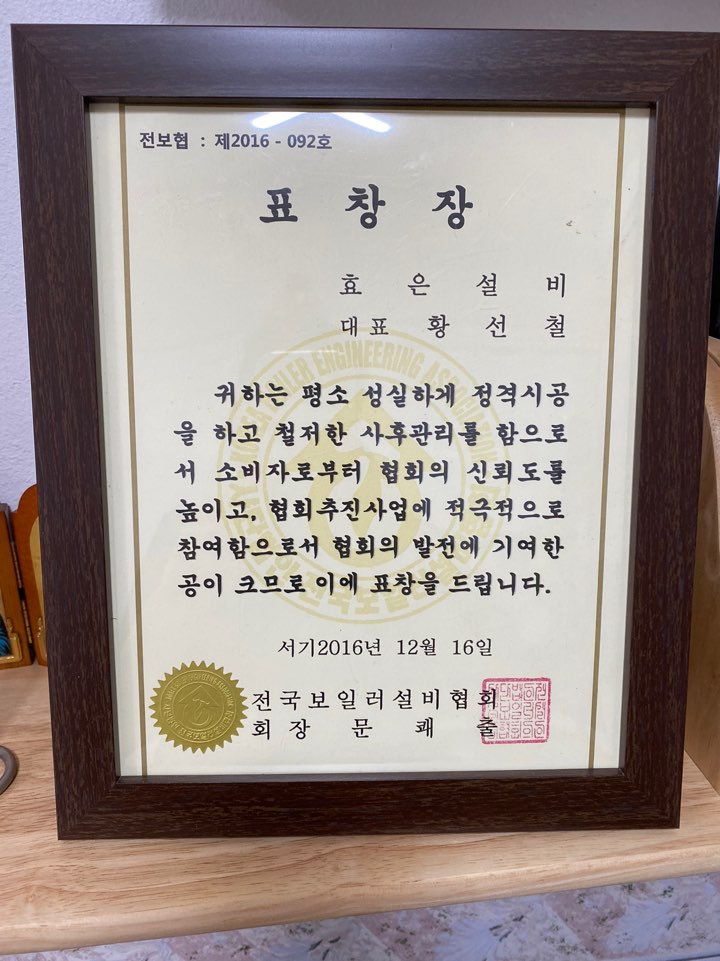 전보협 : 제2016 - 092호
표 창 장
효 은 설 비
대표 황 선 철
귀하는 평소 성실하게 정격시공
을 하고 철저한 사후관리를 함으로
서 소비자로부터 협회의 신뢰도를
높이고, 협회추진사업에 적극적으로
참여함으로서 협회의 발전에 기여한
공이 크므로 이에 표창을 드립니다.
서기2016년 12월 16일
전국보일러설비협회
회 장 문 쾌 출